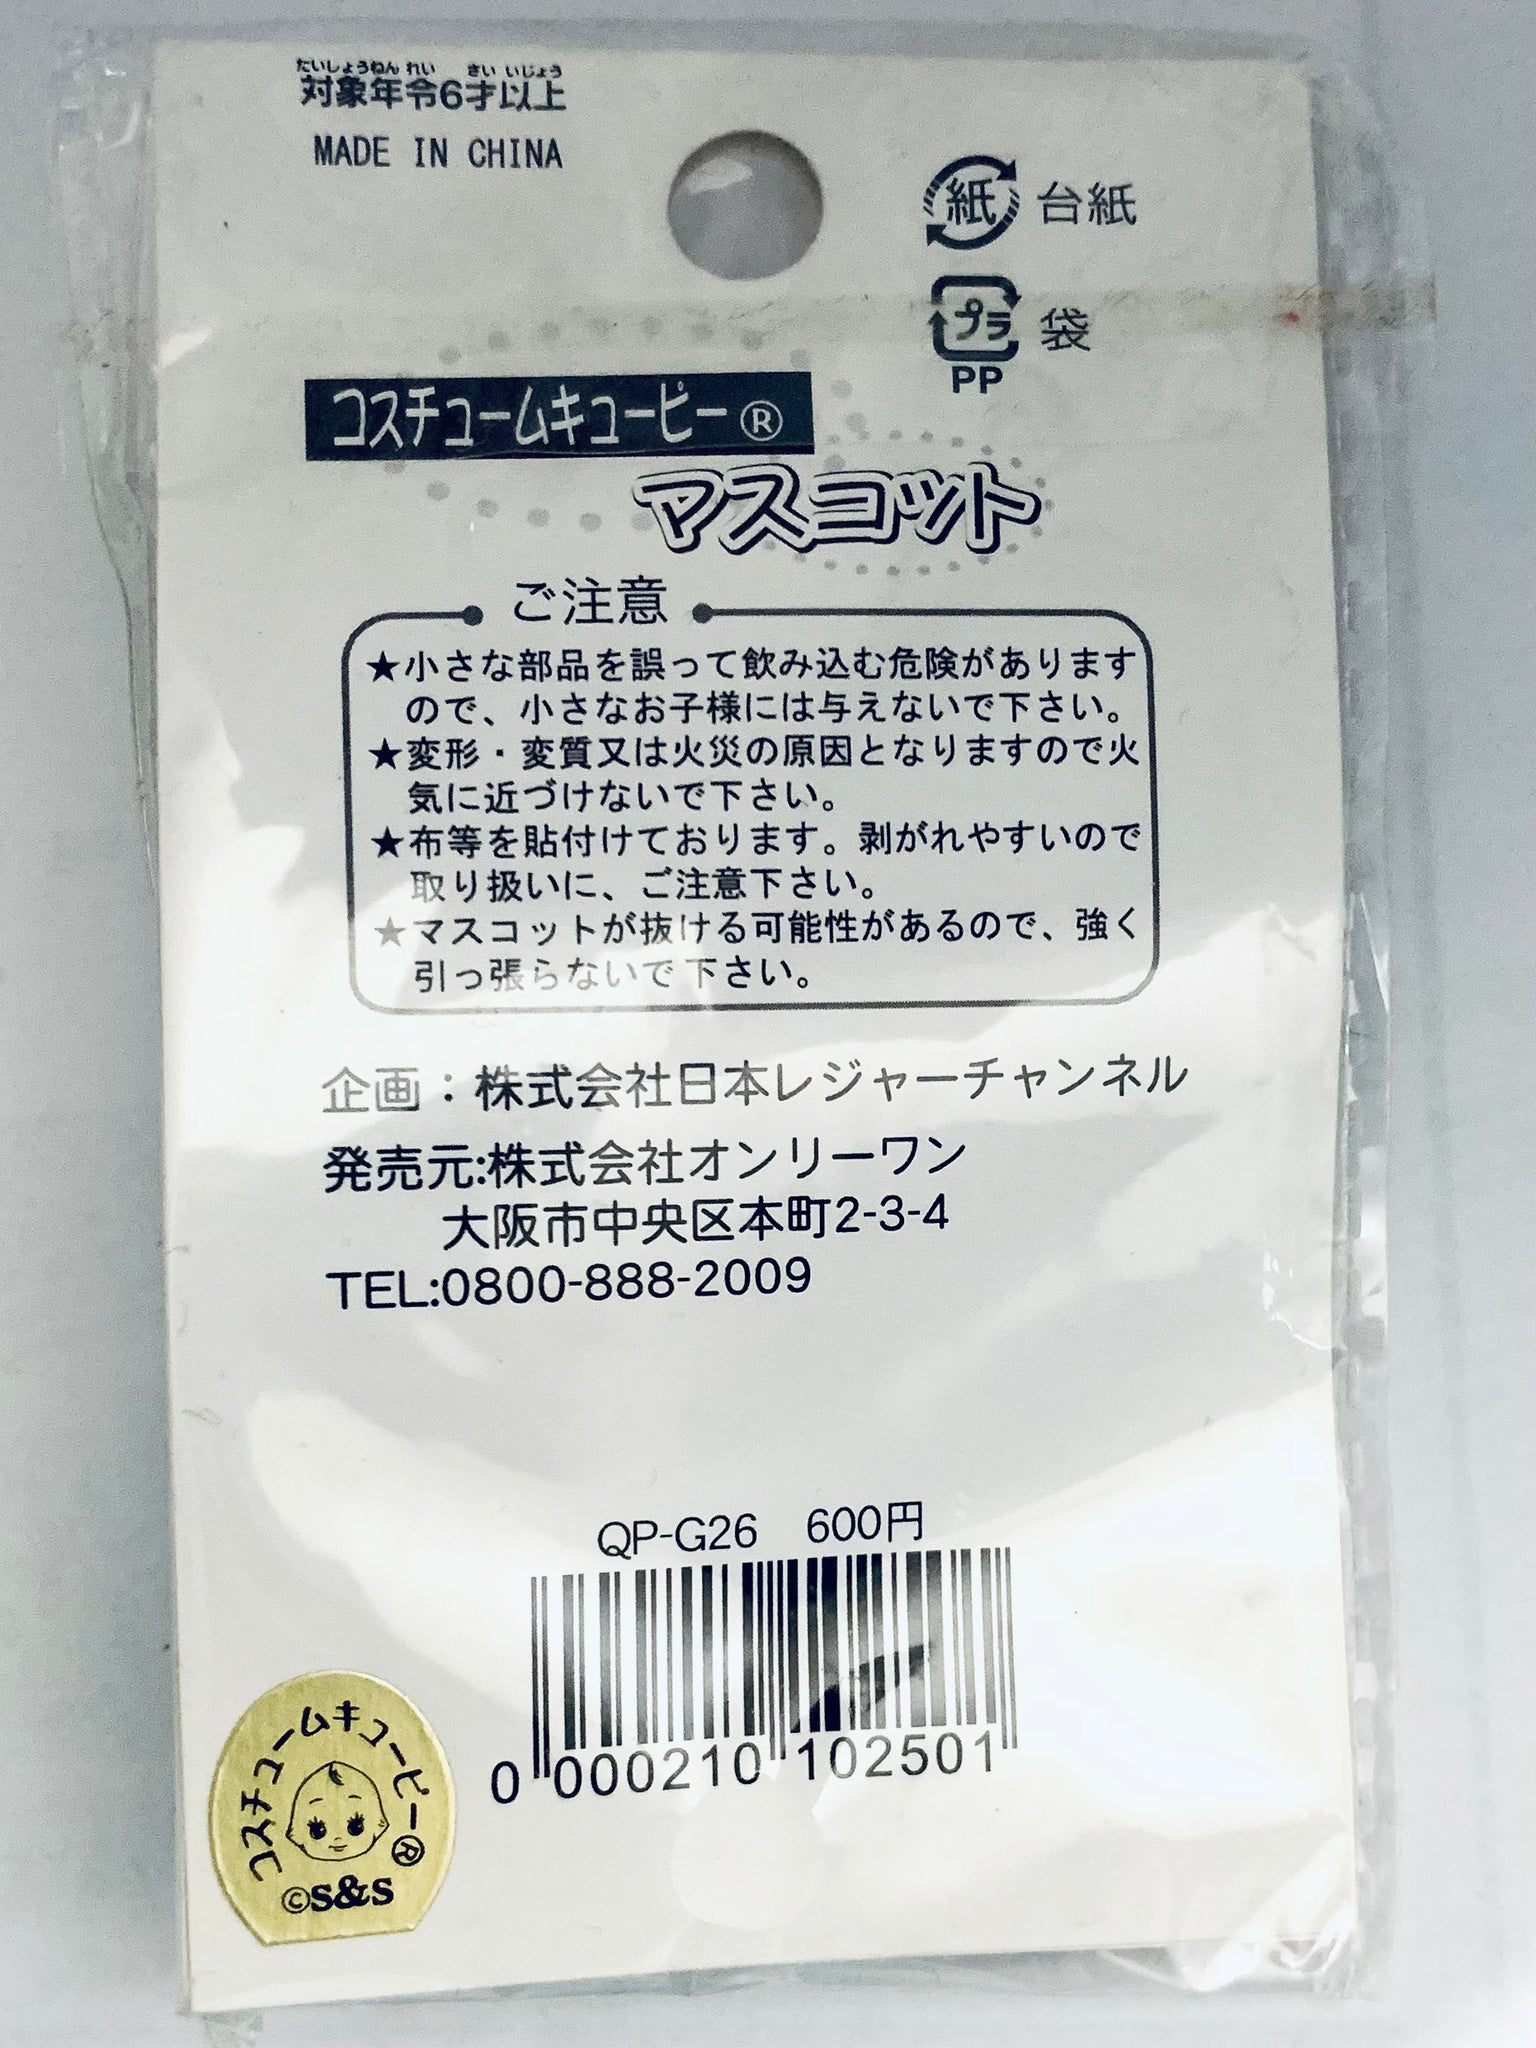 たいしょうねん れい さい いじょう
対象年令6才以上
MADE IN CHINA
紙 台紙
プラ 袋
PP
コスチュームキューピー®
マスコット
ご注意
★小さな部品を誤って飲み込む危険があります
ので、小さなお子様には与えないで下さい。
★変形・変質又は火災の原因となりますので火
気に近づけないで下さい。
★布等を貼付けております。剥がれやすいので
取り扱いに、ご注意下さい。
★マスコットが抜ける可能性があるので、強く
引っ張らないで下さい。
企画：株式会社日本レジャーチャンネル
発売元:株式会社オンリーワン
大阪市中央区本町2-3-4
TEL:0800-888-2009
QP-G26 600円
0 000210 102501
コスチュームキューピー®
©s&s